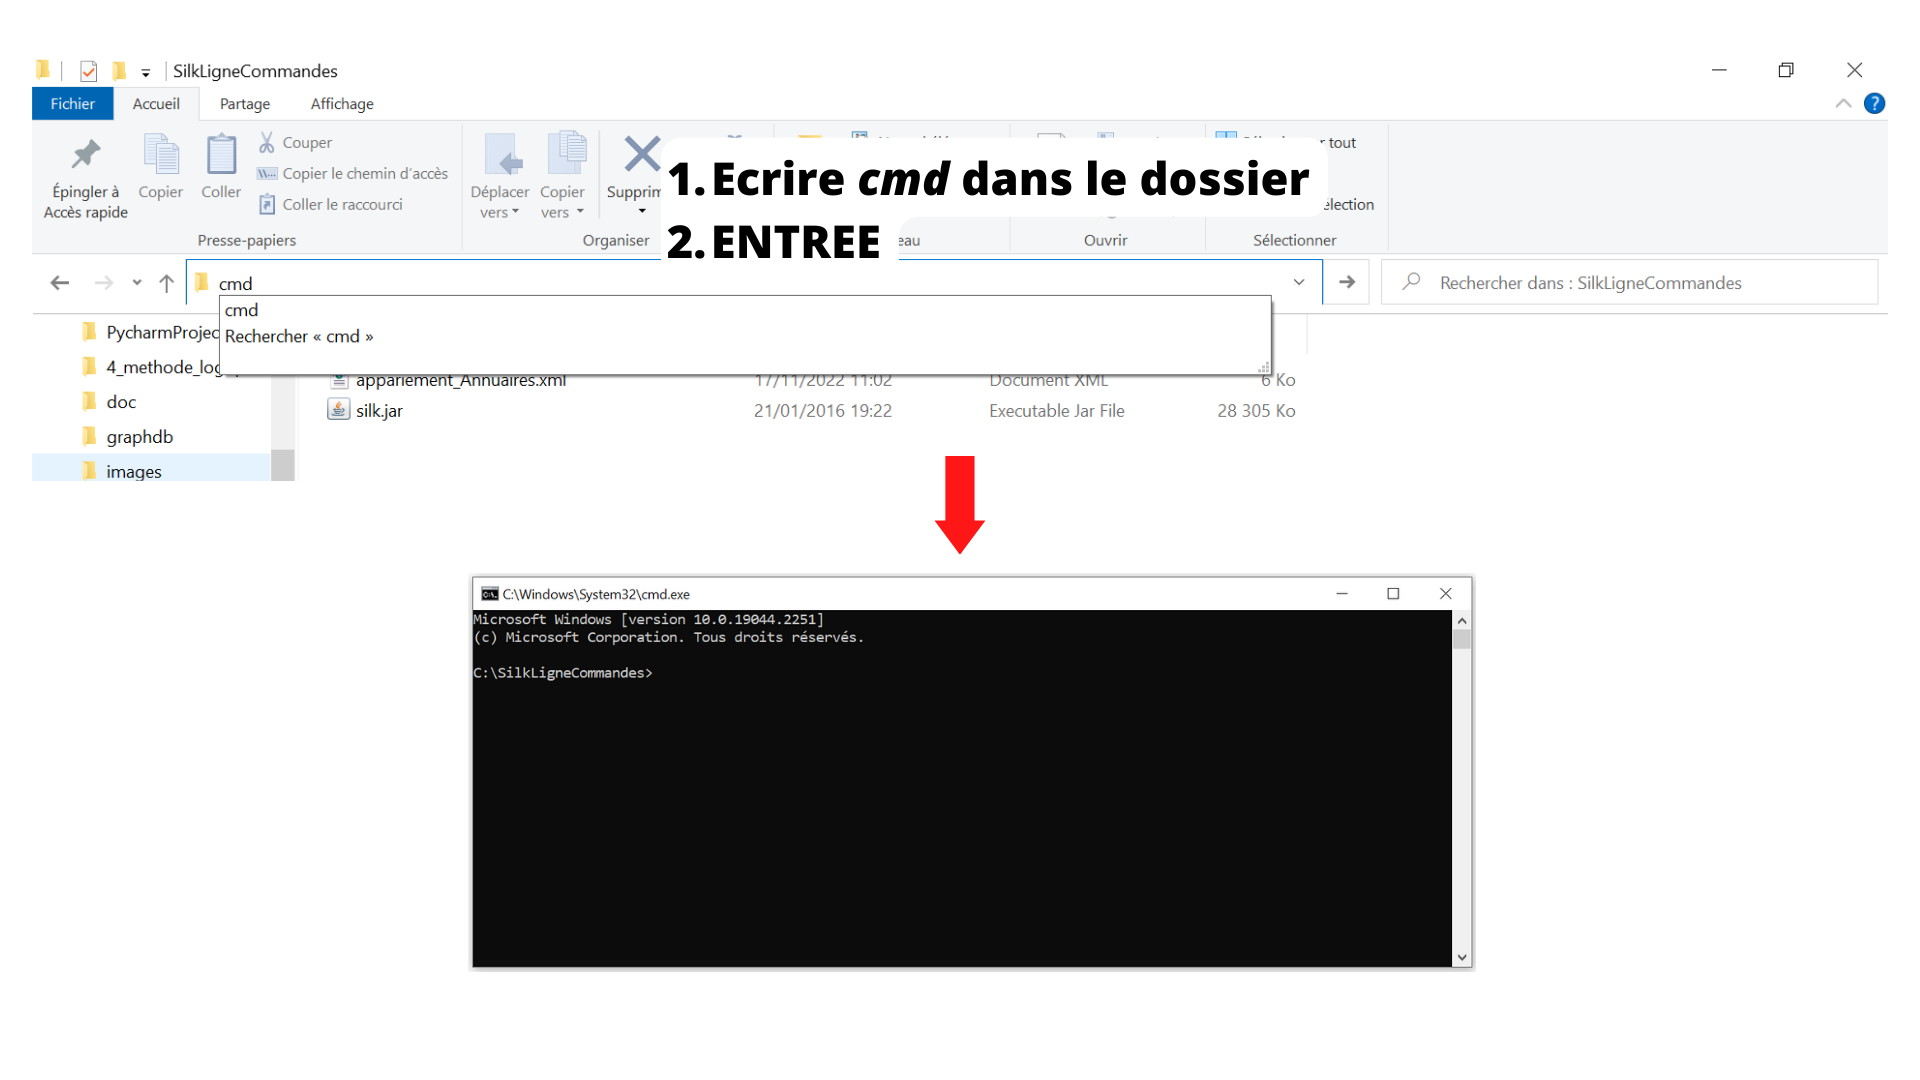 SilkLigneCommandes
Fichier Accueil Partage Affichage
Épingler à Accès rapide
Copier
Coller
Couper
Copier le chemin d'accès
Coller le raccourci
Presse-papiers
Déplacer vers
Copier vers
Supprim
Organiser
1. Ecrire cmd dans le dossier
2. ENTREE
eau
Ouvrir
r tout
élection
Sélectionner
cmd
Rechercher dans : SilkLigneCommandes
cmd
Rechercher « cmd »
PycharmProjec
4_methode_log
doc
graphdb
images
appariement_Annuaires.xml 17/11/2022 11:02 Document XML 6 Ko
silk.jar 21/01/2016 19:22 Executable Jar File 28 305 Ko
C:\Windows\System32\cmd.exe
Microsoft Windows [version 10.0.19044.2251]
(c) Microsoft Corporation. Tous droits réservés.
C:\SilkLigneCommandes>